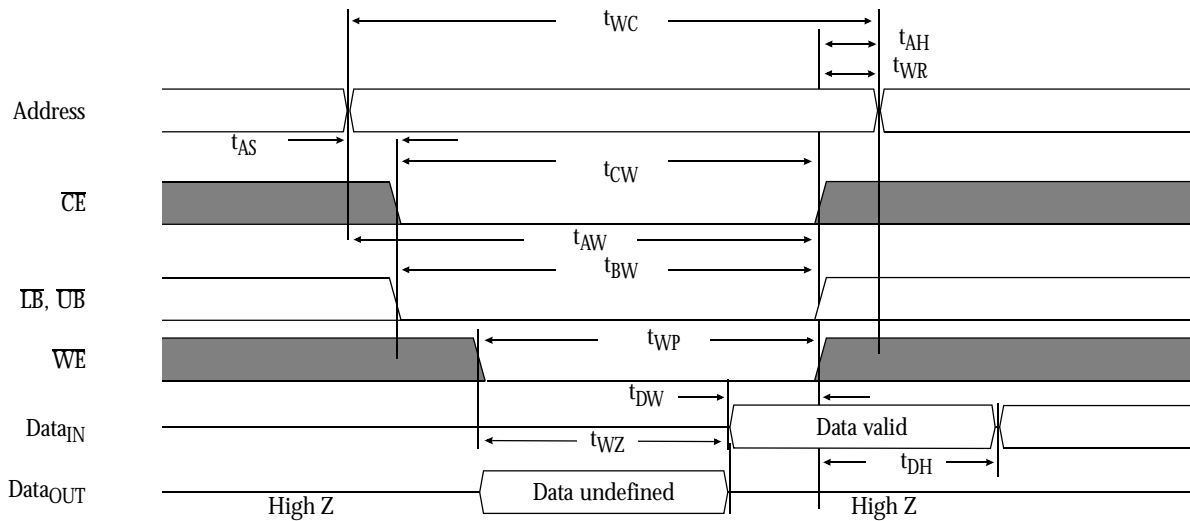 tWC
tAH
tWR
Address
tAS
tCW
CE
tAW
tBW
LB, UB
tWP
WE
tDW
DataIN
Data valid
tWZ
tDH
DataOUT
Data undefined
High Z
High Z